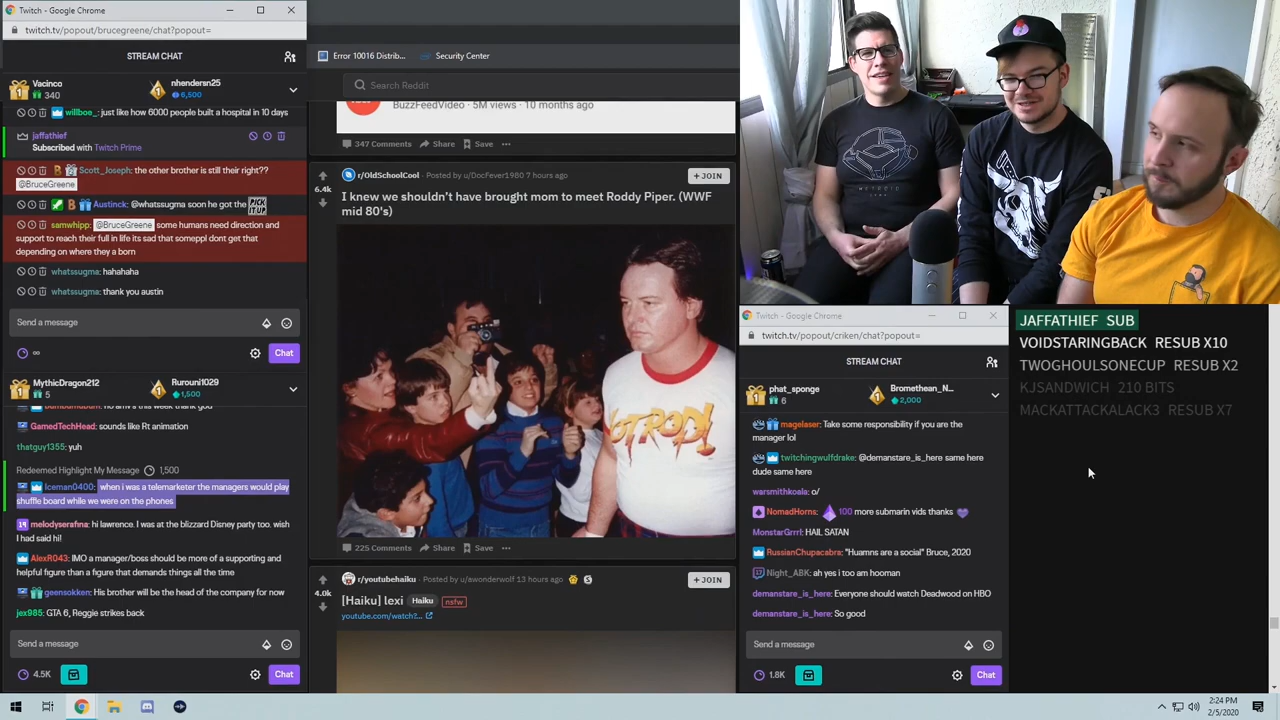 Twitch - Google Chrome
twitch.tv/popout/brucegreene/chat?popout=
STREAM CHAT
Vacinco
340
nhendersn25
6,500
willboe_: just like how 6000 people built a hospital in 10 days
jaffathief
Subscribed with Twitch Prime
Scott_Joseph: the other brother is still their right??
@BruceGreene
Austinck: @whatssugma soon he got the PICK IT UP
samwhipp: @BruceGreene some humans need direction and
support to reach their full in life its sad that someppl dont get that
depending on where they a born
whatssugma: hahahaha
whatssugma: thank you austin
Send a message
∞
Chat
MythicDragon212
5
Rurouni1029
1,500
GamedTechHead: sounds like Rt animation
thatguy1355: yuh
Redeemed Highlight My Message 1,500
Iceman0400: when i was a telemarketer the managers would play
shuffle board while we were on the phones
melodyserafina: hi lawrence. I was at the blizzard Disney party too. wish
I had said hi!
AlexR043: IMO a manager/boss should be more of a supporting and
helpful figure than a figure that demands things all the time
geensokken: His brother will be the head of the company for now
jex985: GTA 6, Reggie strikes back
Send a message
4.5K
Chat
Error 10016 Distrib...
Security Center
Search Reddit
BuzzFeedVideo · 5M views · 10 months ago
347 Comments
Share
Save
6.4k
r/OldSchoolCool · Posted by u/DocFever1980 7 hours ago
+ JOIN
I knew we shouldn't have brought mom to meet Roddy Piper. (WWF
mid 80's)
HOT ROD
225 Comments
Share
Save
4.0k
r/youtubehaiku · Posted by u/awonderwolf 13 hours ago
+ JOIN
[Haiku] lexi Haiku nsfw
youtube.com/watch?...
Twitch - Google Chrome
twitch.tv/popout/criken/chat?popout=
STREAM CHAT
phat_sponge
6
Bromethean_N...
2,000
magelaser: Take some responsibility if you are the
manager lol
twitchingwulfdrake: @demanstare_is_here same here
dude same here
warsmithkoala: o/
NomadHorns: 100 more submarin vids thanks
MonstarGrrrl: HAIL SATAN
RussianChupacabra: "Huamns are a social" Bruce, 2020
Night_ABK: ah yes i too am hooman
demanstare_is_here: Everyone should watch Deadwood on HBO
demanstare_is_here: So good
Send a message
1.8K
Chat
JAFFATHIEF SUB
VOIDSTARINGBACK RESUB X10
TWOGHOULSONECUP RESUB X2
KJSANDWICH 210 BITS
MACKATTACKALACK3 RESUB X7
2:24 PM
2/5/2020